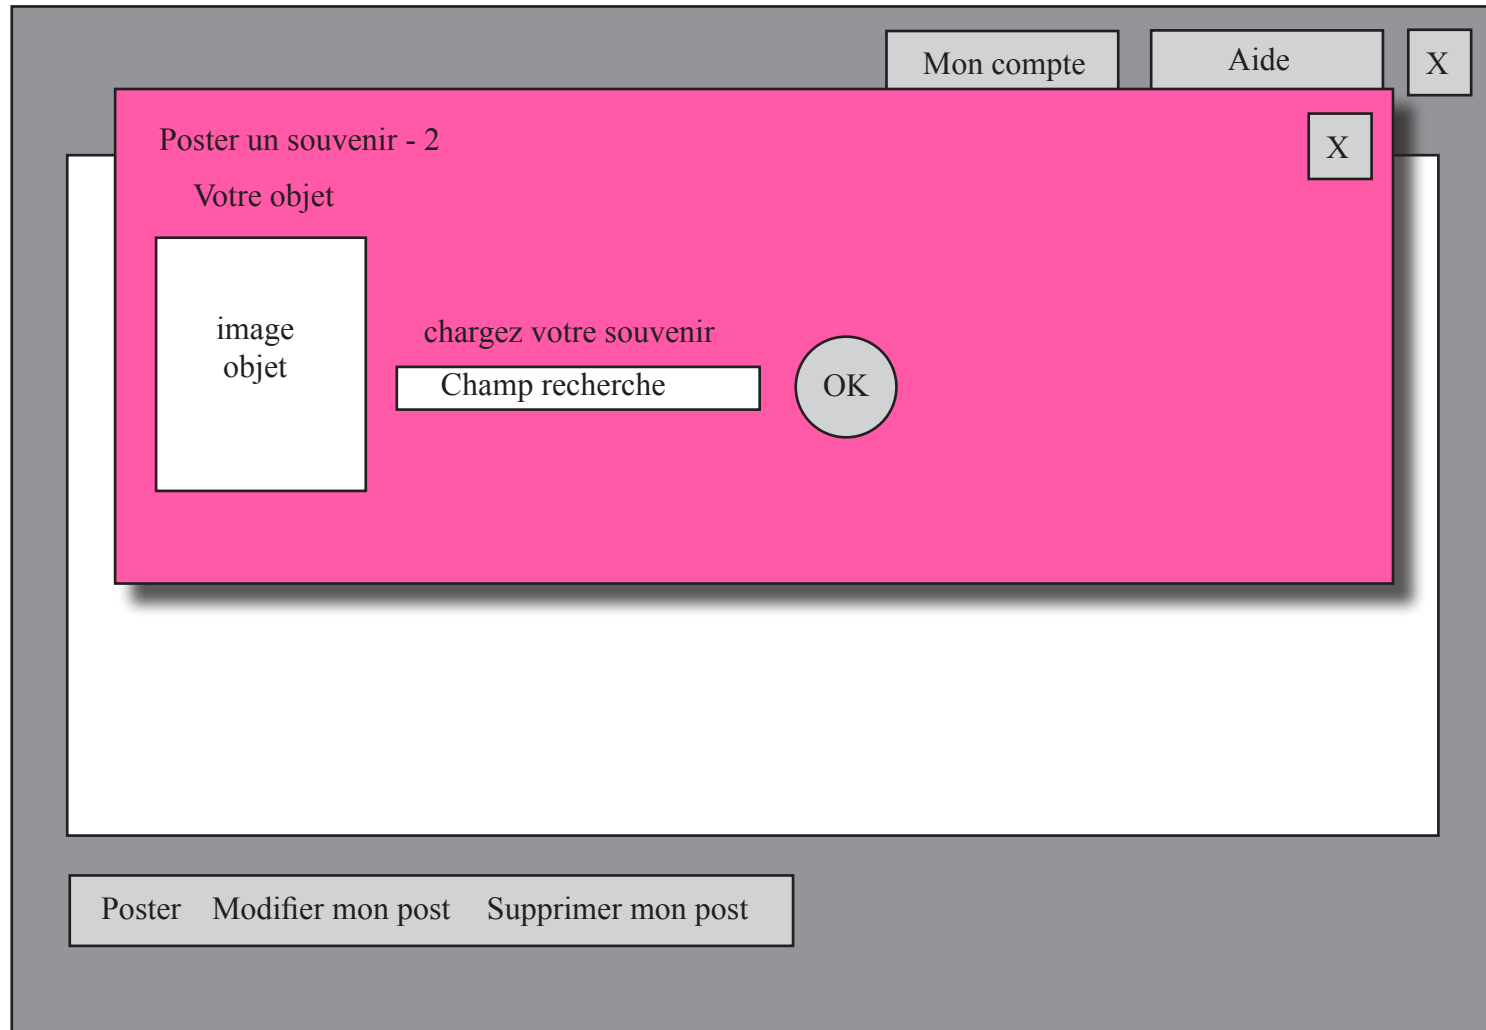 Mon compte
Aide
X
Poster un souvenir - 2
X
Votre objet
image
objet
chargez votre souvenir
Champ recherche
OK
Poster Modifier mon post Supprimer mon post